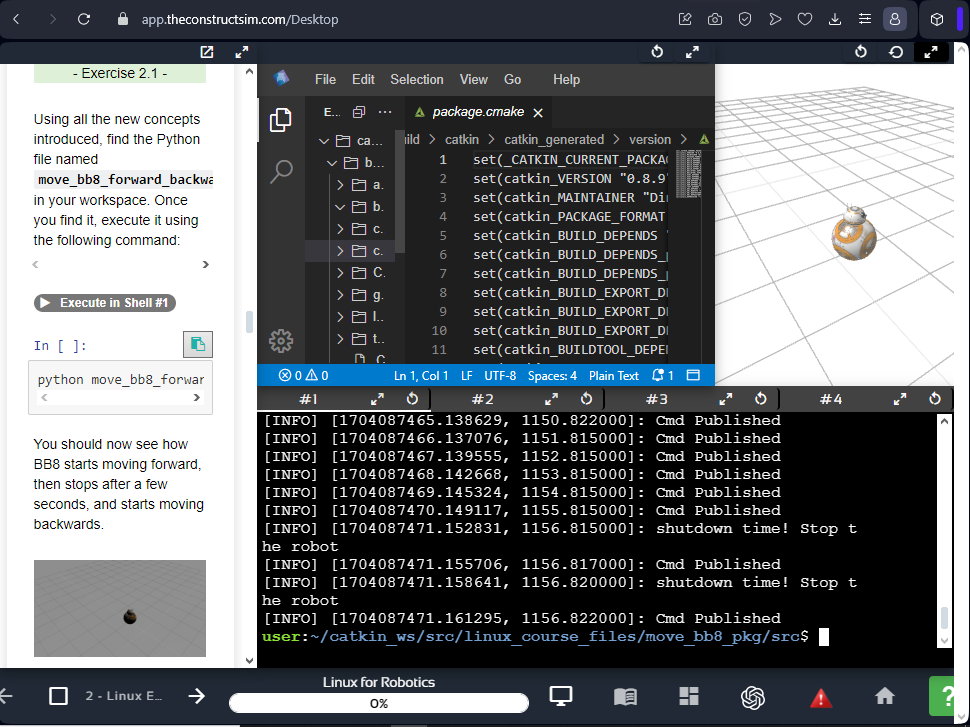 app.theconstructsim.com/Desktop
- Exercise 2.1 -
Using all the new concepts
introduced, find the Python
file named
move_bb8_forward_backwa
in your workspace. Once
you find it, execute it using
the following command:
Execute in Shell #1
In [ ]:
python move_bb8_forwar
You should now see how
BB8 starts moving forward,
then stops after a few
seconds, and starts moving
backwards.
File Edit Selection View Go Help
E... package.cmake
ild > catkin > catkin_generated > version >
ca...
b...
a.
b.
c.
c.
C.
g.
l..
t..
C
1 set(_CATKIN_CURRENT_PACKA
2 set(catkin_VERSION "0.8.9
3 set(catkin_MAINTAINER "Di
4 set(catkin_PACKAGE_FORMAT
5 set(catkin_BUILD_DEPENDS "
6 set(catkin_BUILD_DEPENDS_
7 set(catkin_BUILD_DEPENDS_
8 set(catkin_BUILD_EXPORT_D
9 set(catkin_BUILD_EXPORT_D
10 set(catkin_BUILD_EXPORT_D
11 set(catkin_BUILDTOOL_DEPE
0 0 Ln 1, Col 1 LF UTF-8 Spaces: 4 Plain Text 1
#1 #2 #3 #4
[INFO] [1704087465.138629, 1150.822000]: Cmd Published
[INFO] [1704087466.137076, 1151.815000]: Cmd Published
[INFO] [1704087467.139555, 1152.815000]: Cmd Published
[INFO] [1704087468.142668, 1153.815000]: Cmd Published
[INFO] [1704087469.145324, 1154.815000]: Cmd Published
[INFO] [1704087470.149117, 1155.815000]: Cmd Published
[INFO] [1704087471.152831, 1156.815000]: shutdown time! Stop t
he robot
[INFO] [1704087471.155706, 1156.817000]: Cmd Published
[INFO] [1704087471.158641, 1156.820000]: shutdown time! Stop t
he robot
[INFO] [1704087471.161295, 1156.822000]: Cmd Published
user:~/catkin_ws/src/linux_course_files/move_bb8_pkg/src$
2 - Linux E...
Linux for Robotics
0%
?